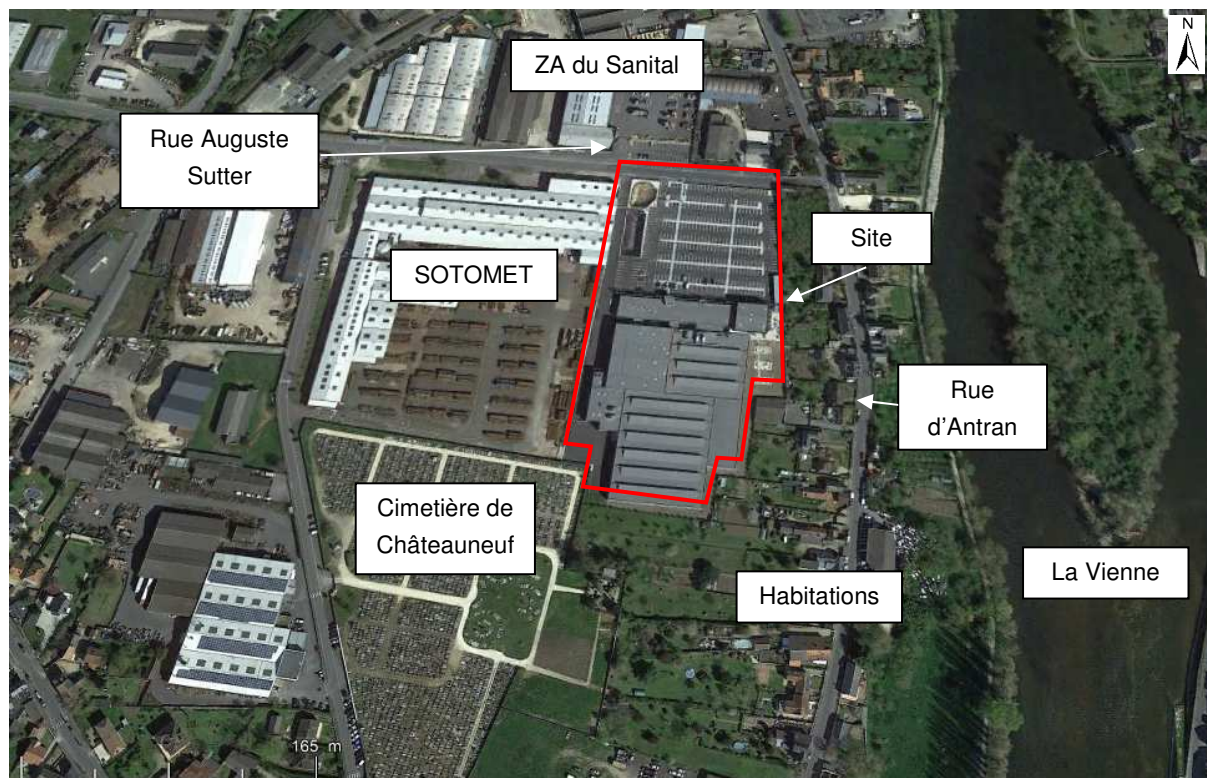 N
ZA du Sanital
Rue Auguste
Sutter
Site
SOTOMET
Rue
d'Antran
Cimetière de
Châteauneuf
La Vienne
Habitations
165 m